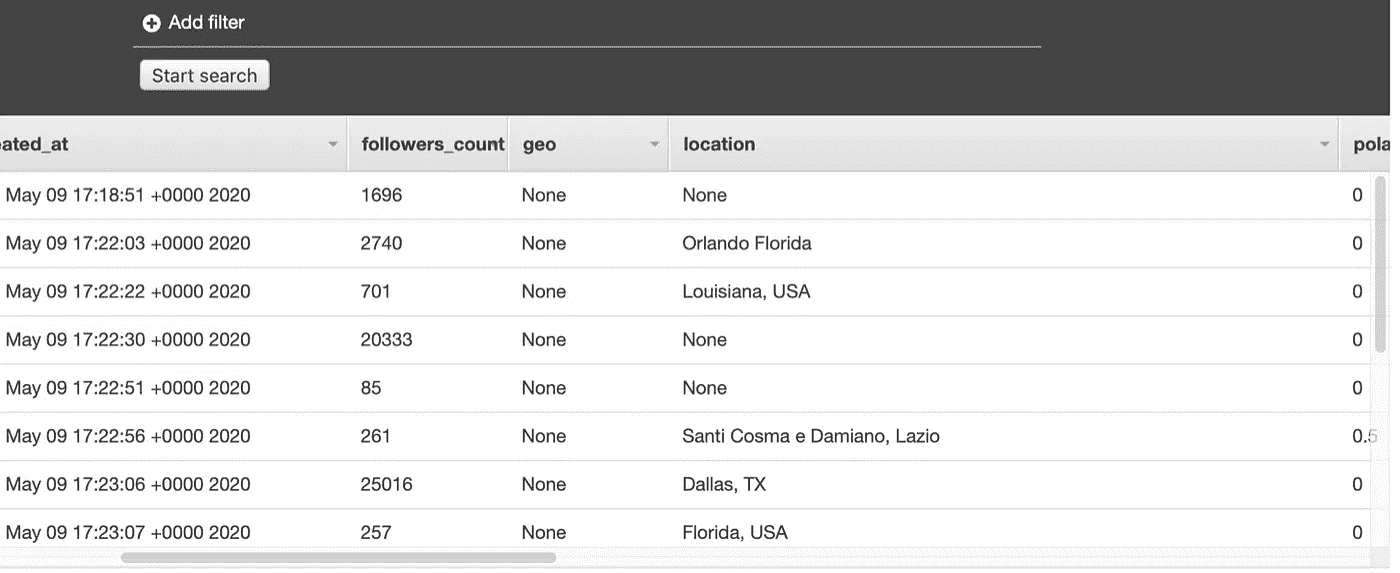 Add filter
Start search
eated_at followers_count geo location pola
May 09 17:18:51 +0000 2020 1696 None None 0
May 09 17:22:03 +0000 2020 2740 None Orlando Florida 0
May 09 17:22:22 +0000 2020 701 None Louisiana, USA 0
May 09 17:22:30 +0000 2020 20333 None None 0
May 09 17:22:51 +0000 2020 85 None None 0
May 09 17:22:56 +0000 2020 261 None Santi Cosma e Damiano, Lazio 0.5
May 09 17:23:06 +0000 2020 25016 None Dallas, TX 0
May 09 17:23:07 +0000 2020 257 None Florida, USA 0